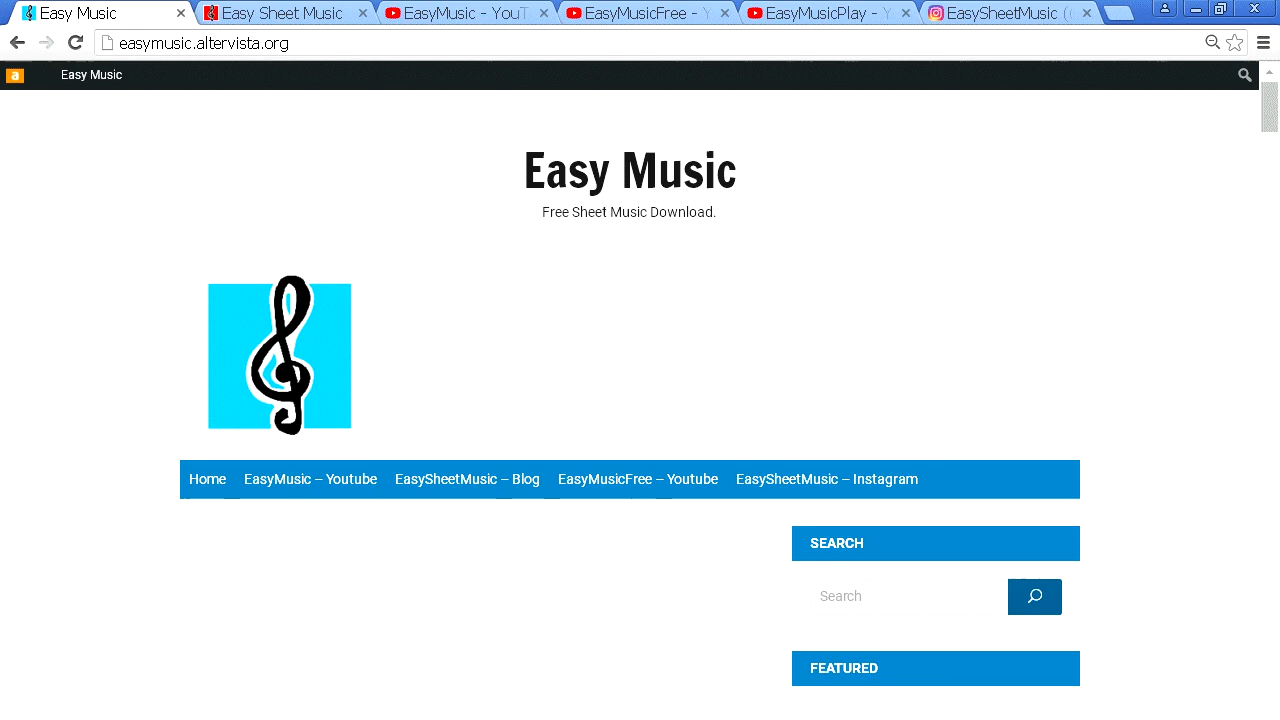 Easy Music
Easy Sheet Music
EasyMusic - YouT
EasyMusicFree - Y
EasyMusicPlay - Y
EasySheetMusic (
easymusic.altervista.org
a
Easy Music
Easy Music
Free Sheet Music Download.
Home EasyMusic – Youtube EasySheetMusic – Blog EasyMusicFree – Youtube EasySheetMusic – Instagram
SEARCH
Search
FEATURED